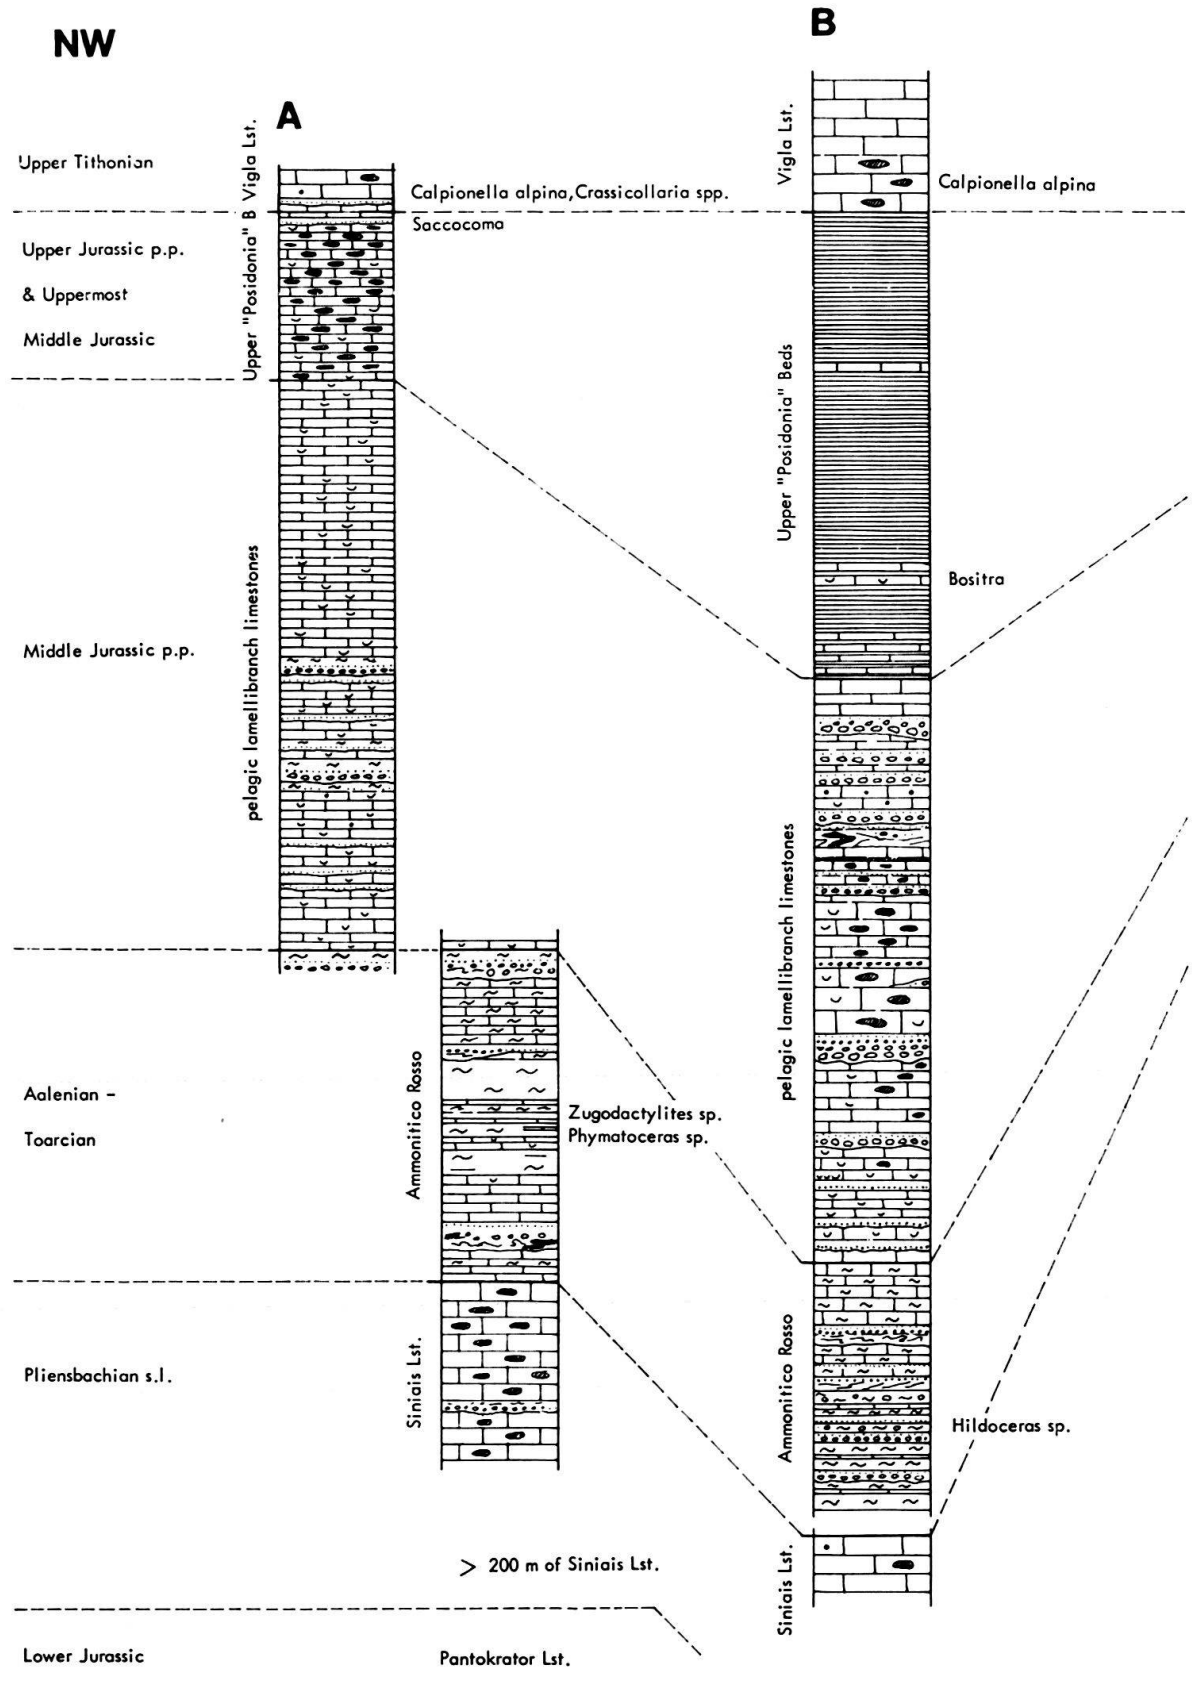 NW
B
A
Upper Tithonian
Vigla Lst.
Vigla Lst.
Calpionella alpina, Crassicollaria spp.
Calpionella alpina
Saccocoma
Upper Jurassic p.p.
& Uppermost
Middle Jurassic
Upper "Posidonia" B
Upper "Posidonia" Beds
Bositra
Middle Jurassic p.p.
pelagic lamellibranch limestones
pelagic lamellibranch limestones
Aalenian -
Toarcian
Ammonitico Rosso
Zugodactylites sp.
Phymatoceras sp.
Ammonitico Rosso
Hildoceras sp.
Pliensbachian s.l.
Siniais Lst.
Siniais Lst.
> 200 m of Siniais Lst.
Lower Jurassic
Pantokrator Lst.